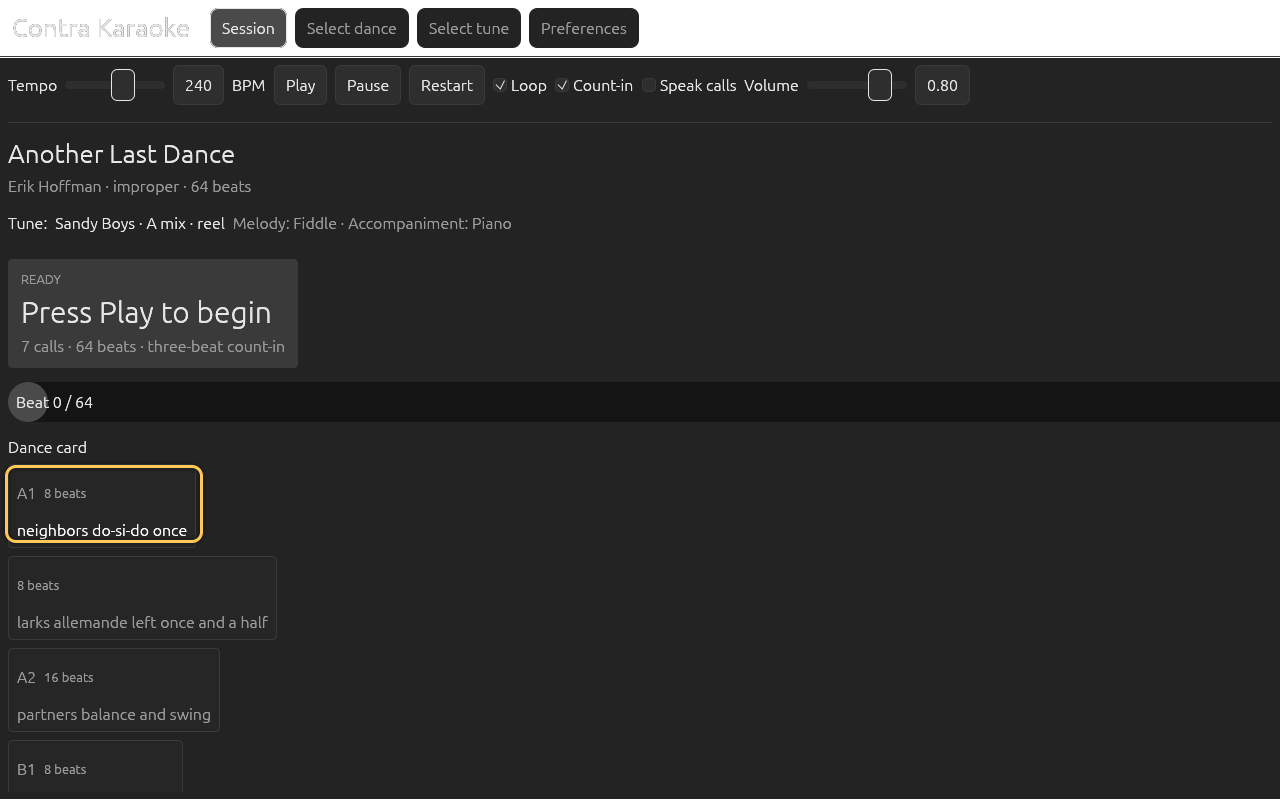 Contra Karaoke Session Select dance Select tune Preferences
Tempo 240 BPM Play Pause Restart Loop Count-in Speak calls Volume 0.80
Another Last Dance
Erik Hoffman · improper · 64 beats
Tune: Sandy Boys · A mix · reel Melody: Fiddle · Accompaniment: Piano
READY
Press Play to begin
7 calls · 64 beats · three-beat count-in
Beat 0 / 64
Dance card
A1 8 beats
neighbors do-si-do once
8 beats
larks allemande left once and a half
A2 16 beats
partners balance and swing
B1 8 beats